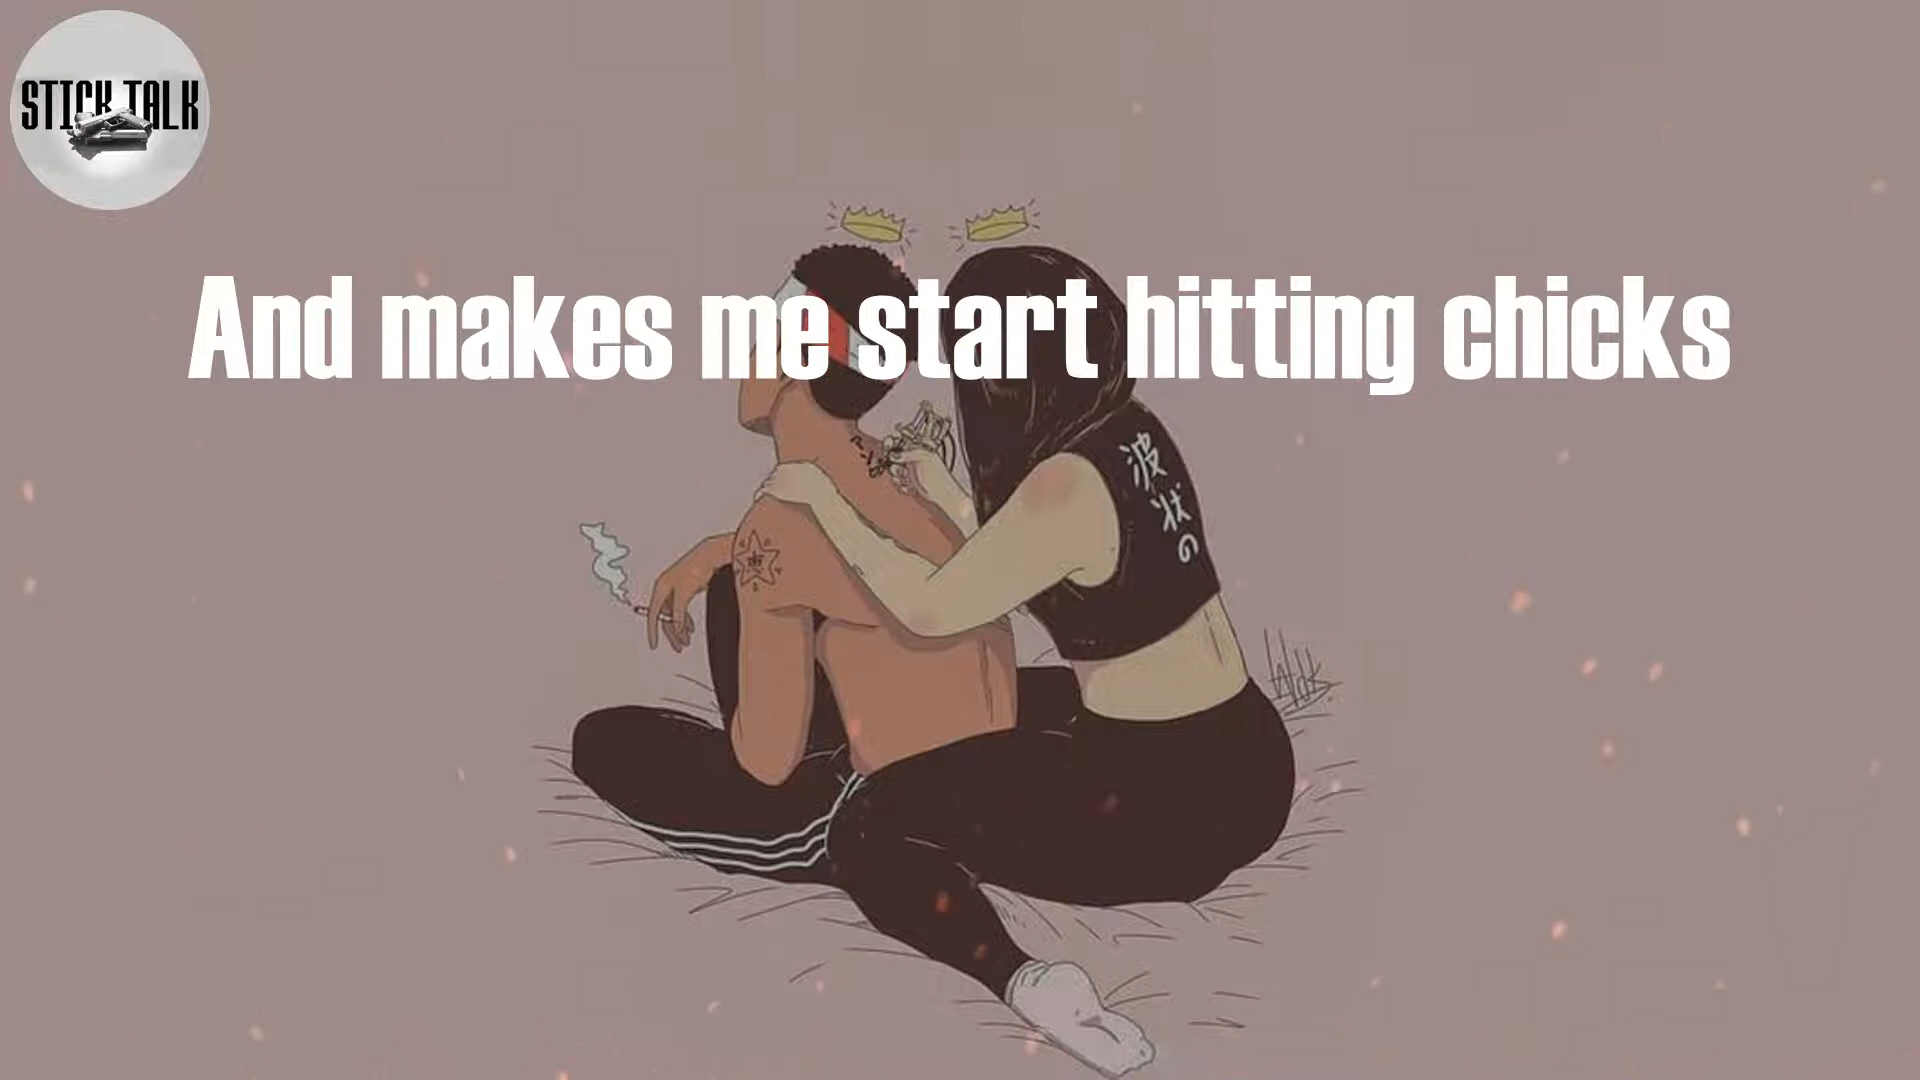 STICK TALK
And makes me start hitting chicks
波
状
の